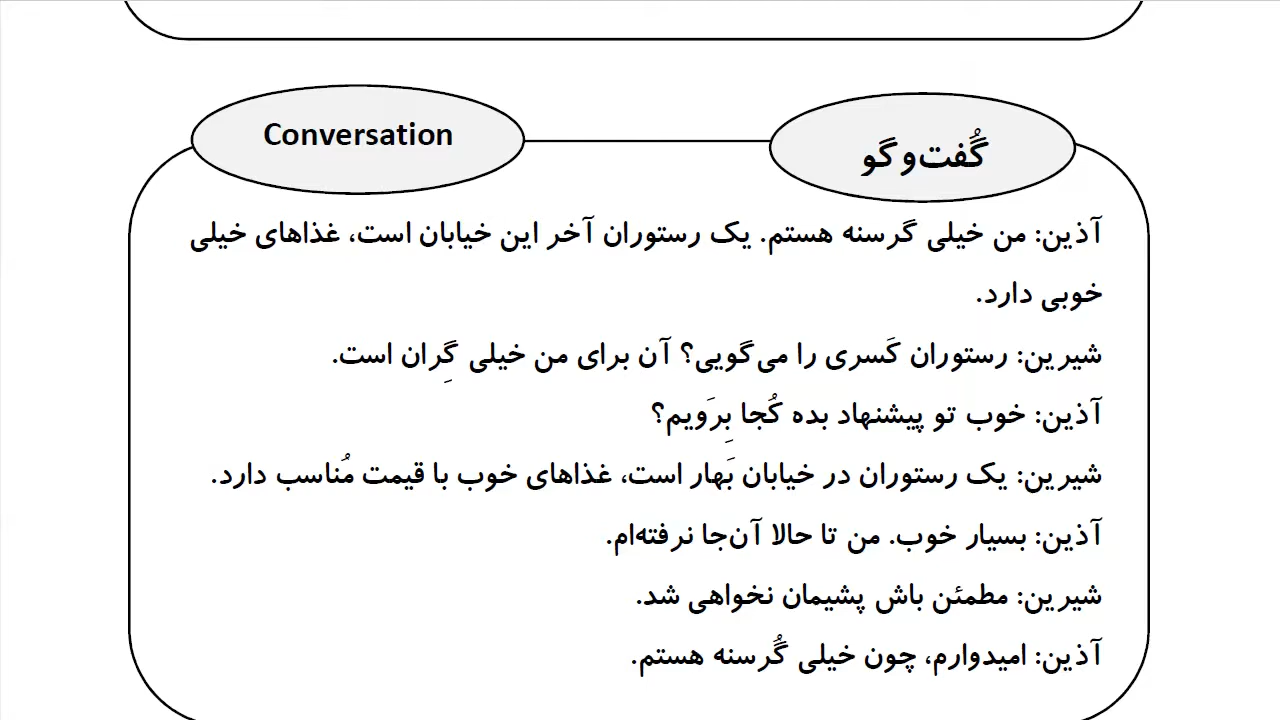 Conversation
گُفت‌وگو
آذین: من خیلی گرسنه هستم. یک رستوران آخر این خیابان است، غذاهای خیلی
خوبی دارد.
شیرین: رستوران کَسری را می‌گویی؟ آن برای من خیلی گِران است.
آذین: خوب تو پیشنهاد بده کُجا بِرَویم؟
شیرین: یک رستوران در خیابان بَهار است، غذاهای خوب با قیمت مُناسب دارد.
آذین: بسیار خوب. من تا حالا آن‌جا نرفته‌ام.
شیرین: مطمئن باش پشیمان نخواهی شد.
آذین: امیدوارم، چون خیلی گُرسنه هستم.